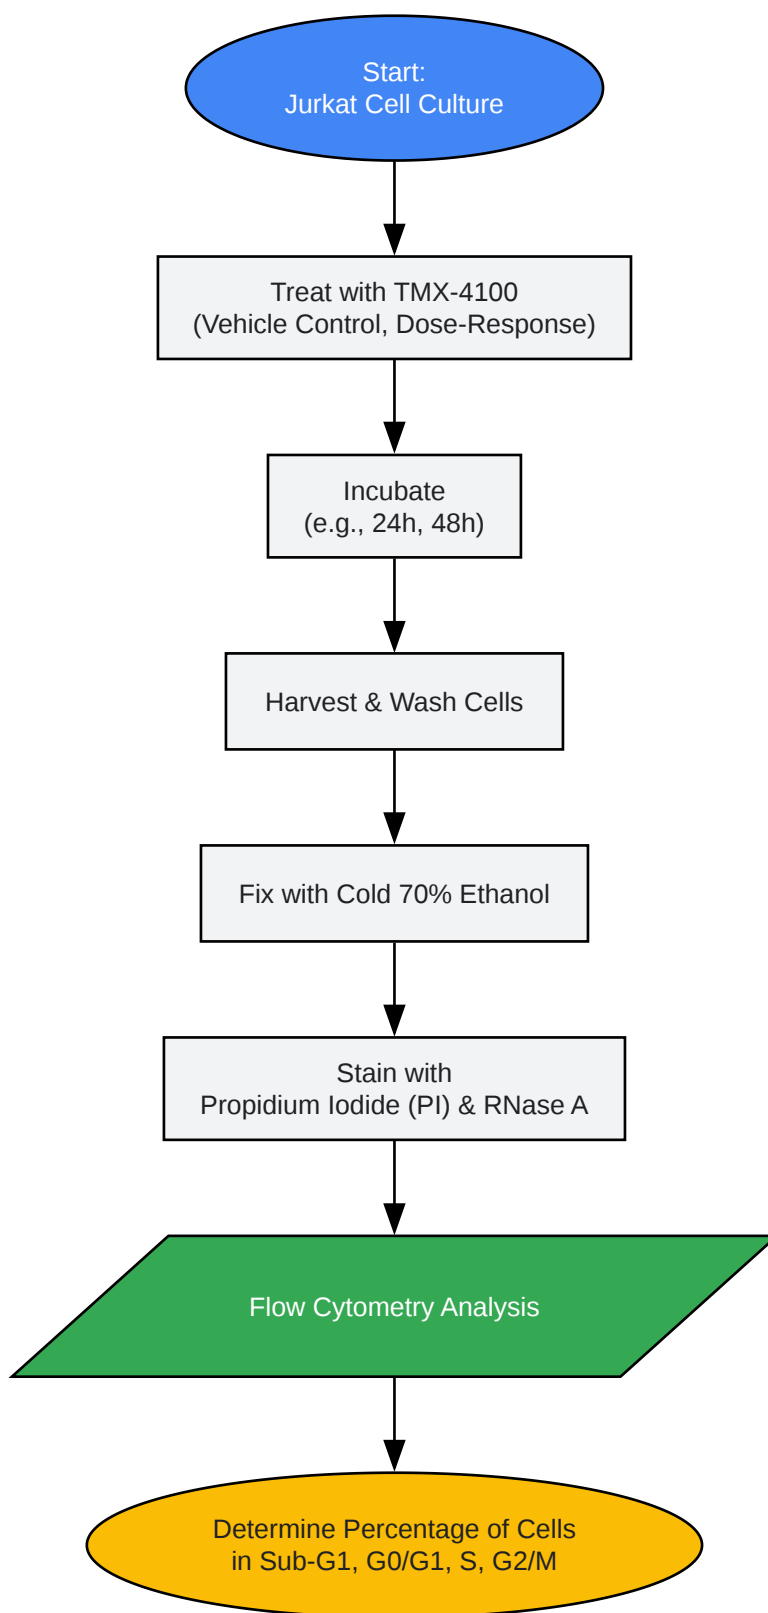 Start:
Jurkat Cell Culture
Treat with TMX-4100
(Vehicle Control, Dose-Response)
Incubate
(e.g., 24h, 48h)
Harvest & Wash Cells
Fix with Cold 70% Ethanol
Stain with
Propidium Iodide (PI) & RNase A
Flow Cytometry Analysis
Determine Percentage of Cells
in Sub-G1, G0/G1, S, G2/M